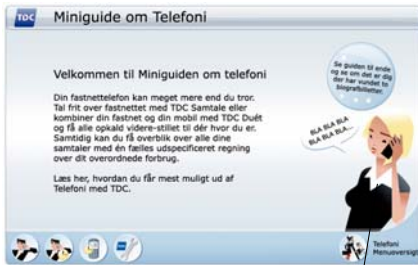 TDC
Miniguide om Telefoni
Velkommen til Miniguiden om telefoni
Din fastnettelefon kan meget mere end du tror.
Tal frit over fastnettet med TDC Samtale eller
kombiner din fastnet og din mobil med TDC Duét
og få alle opkald videre-stillet til dér hvor du er.
Samtidig kan du få overblik over alle dine
samtaler med én fælles udspecificeret regning
over dit overordnede forbrug.
Læs her, hvordan du får mest muligt ud af
Telefoni med TDC.
Se guiden til ende
og se om det er dig
der har vundet to
biografbilletter.
BLA BLA BLA
BLA BLA BLA...
Telefoni
Menuoversigt